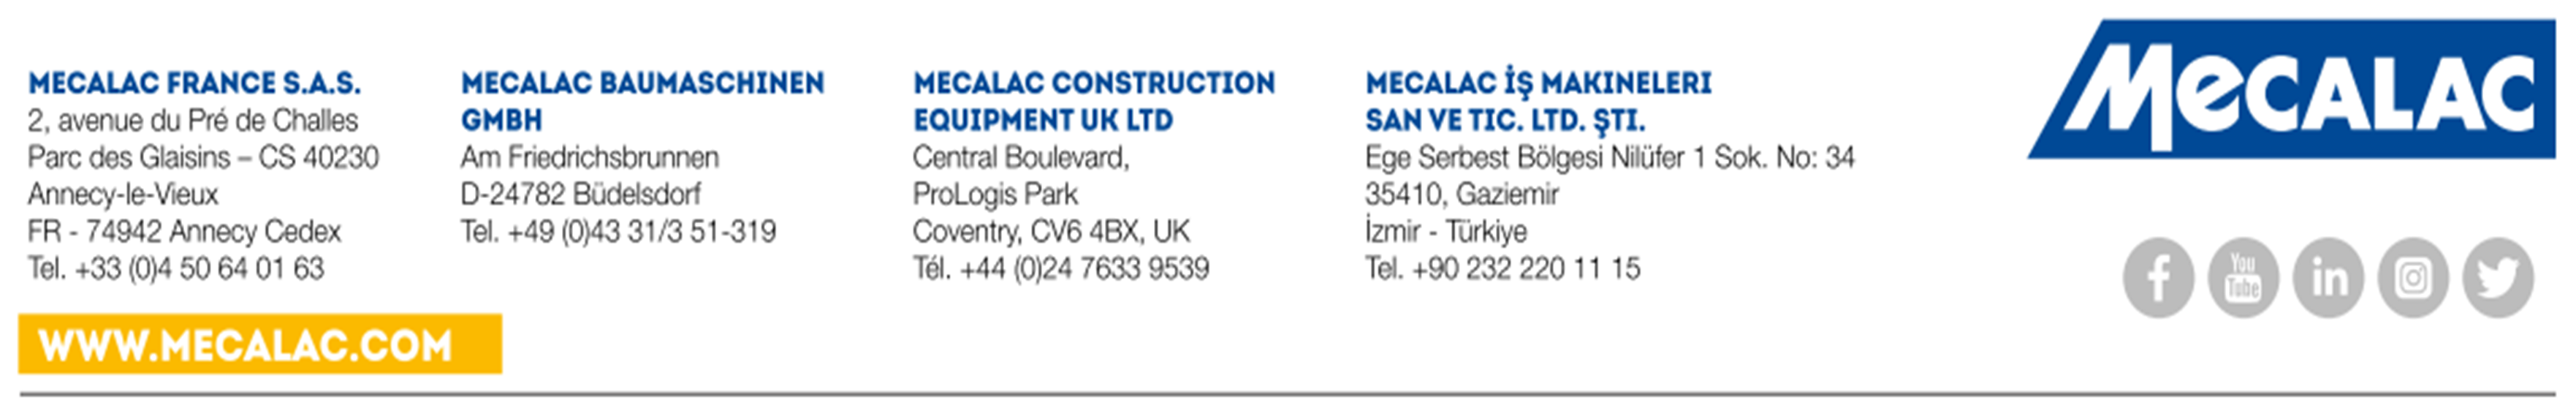 MECALAC FRANCE S.A.S.
2, avenue du Pré de Challes
Parc des Glaisins – CS 40230
Annecy-le-Vieux
FR - 74942 Annecy Cedex
Tel. +33 (0)4 50 64 01 63
MECALAC BAUMASCHINEN
GMBH
Am Friedrichsbrunnen
D-24782 Büdelsdorf
Tel. +49 (0)43 31/3 51-319
MECALAC CONSTRUCTION
EQUIPMENT UK LTD
Central Boulevard,
ProLogis Park
Coventry, CV6 4BX, UK
Tél. +44 (0)24 7633 9539
MECALAC İŞ MAKINELERI
SAN VE TIC. LTD. ŞTI.
Ege Serbest Bölgesi Nilüfer 1 Sok. No: 34
35410, Gaziemir
İzmir - Türkiye
Tel. +90 232 220 11 15
MeCALAC
f
You
Tube
in
WWW.MECALAC.COM